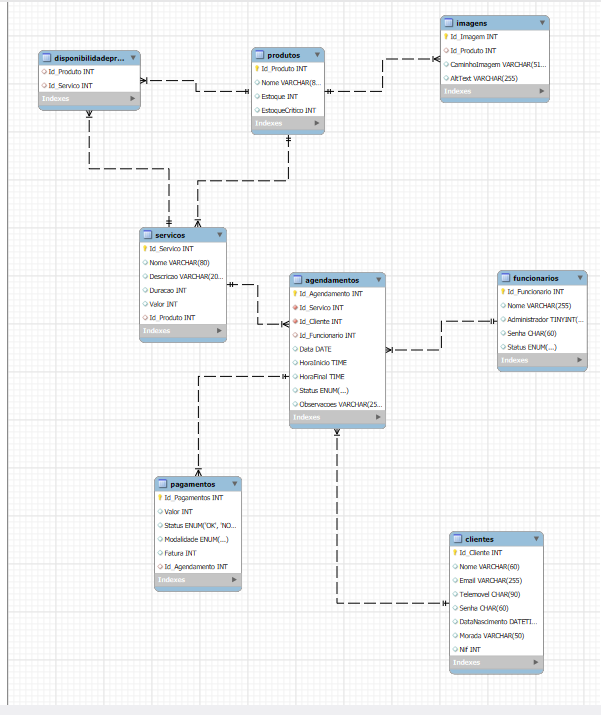 imagens
Id_Imagem INT
Id_Produto INT
CaminhoImagem VARCHAR(51...
AltText VARCHAR(255)
Indexes
disponibilidadepr...
Id_Produto INT
Id_Servico INT
Indexes
produtos
Id_Produto INT
Nome VARCHAR(8...
Estoque INT
EstoqueCritico INT
Indexes
servicos
Id_Servico INT
Nome VARCHAR(80)
Descricao VARCHAR(20...
Duracao INT
Valor INT
Id_Produto INT
Indexes
agendamentos
Id_Agendamento INT
Id_Servico INT
Id_Cliente INT
Id_Funcionario INT
Data DATE
HoraInicio TIME
HoraFinal TIME
Status ENUM(...)
Observacoes VARCHAR(25...
Indexes
funcionarios
Id_Funcionario INT
Nome VARCHAR(255)
Administrador TINYINT(...
Senha CHAR(60)
Status ENUM(...)
Indexes
pagamentos
Id_Pagamentos INT
Valor INT
Status ENUM('OK', 'NO...
Modalidade ENUM(...)
Fatura INT
Id_Agendamento INT
Indexes
clientes
Id_Cliente INT
Nome VARCHAR(60)
Email VARCHAR(255)
Telemovel CHAR(90)
Senha CHAR(60)
DataNascimento DATETI...
Morada VARCHAR(50)
Nif INT
Indexes